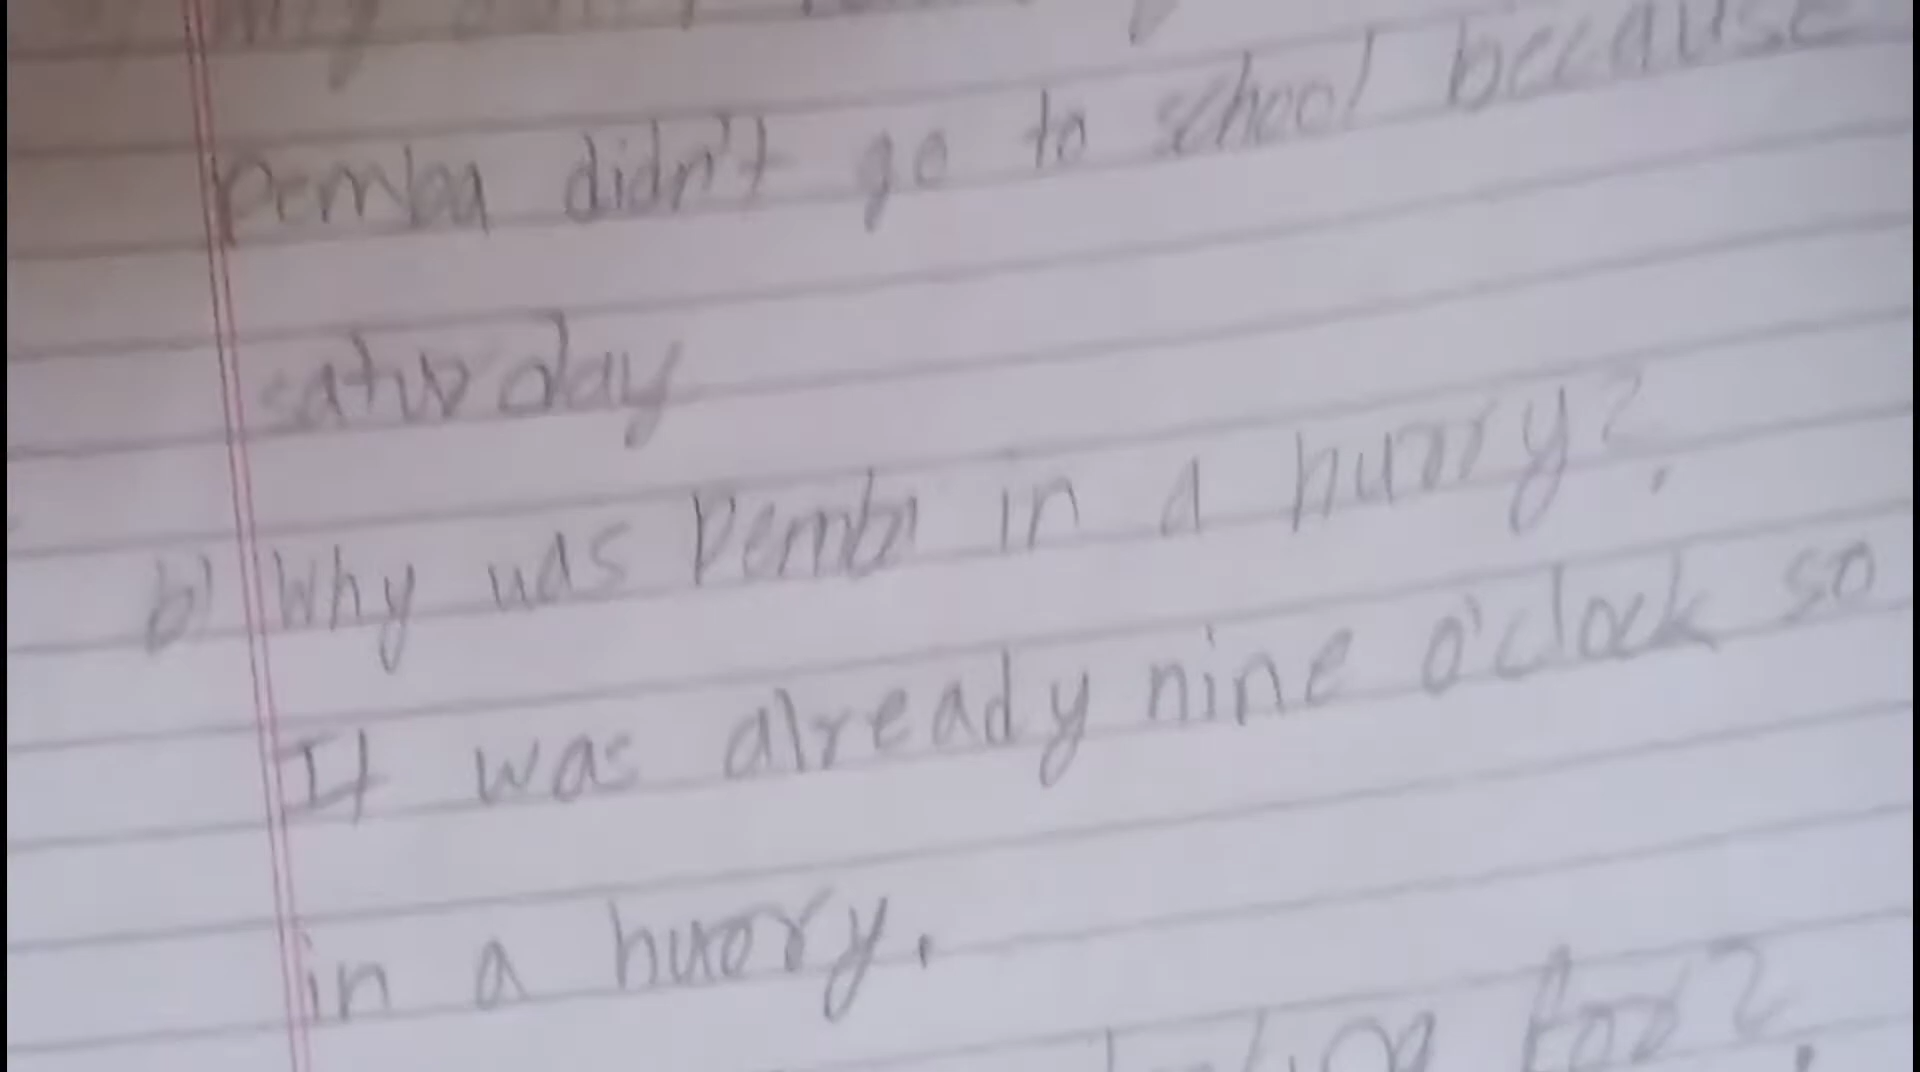 Pemba didn't go to school because
saturday
b) Why was Pemba in a hurry?
It was already nine o'clock so
in a hurry.
for?